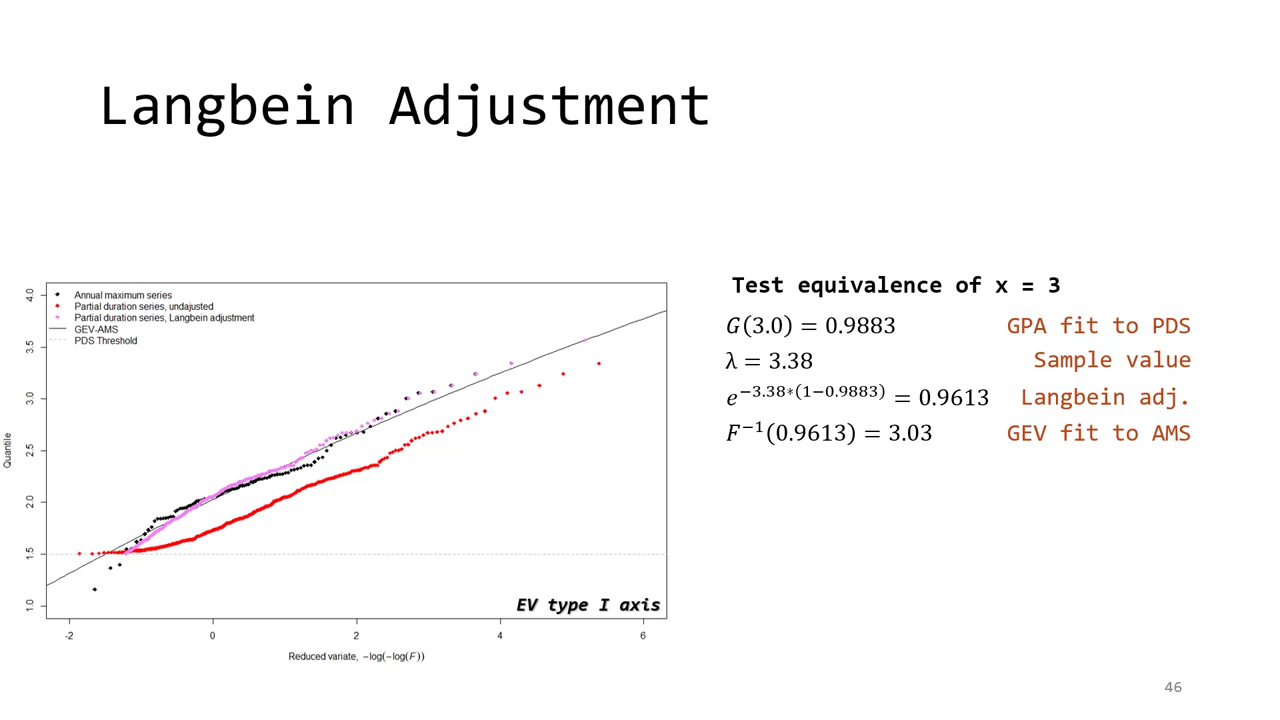 Langbein Adjustment
Annual maximum series
Partial duration series, undajusted
Partial duration series, Langbein adjustment
GEV-AMS
PDS Threshold
4.0
3.5
3.0
2.5
2.0
1.5
1.0
Quantile
EV type I axis
-2 0 2 4 6
Reduced variate, −log(−log(F))
Test equivalence of x = 3
G(3.0) = 0.9883 GPA fit to PDS
λ = 3.38 Sample value
e^{−3.38*(1−0.9883)} = 0.9613 Langbein adj.
F^{−1}(0.9613) = 3.03 GEV fit to AMS
46